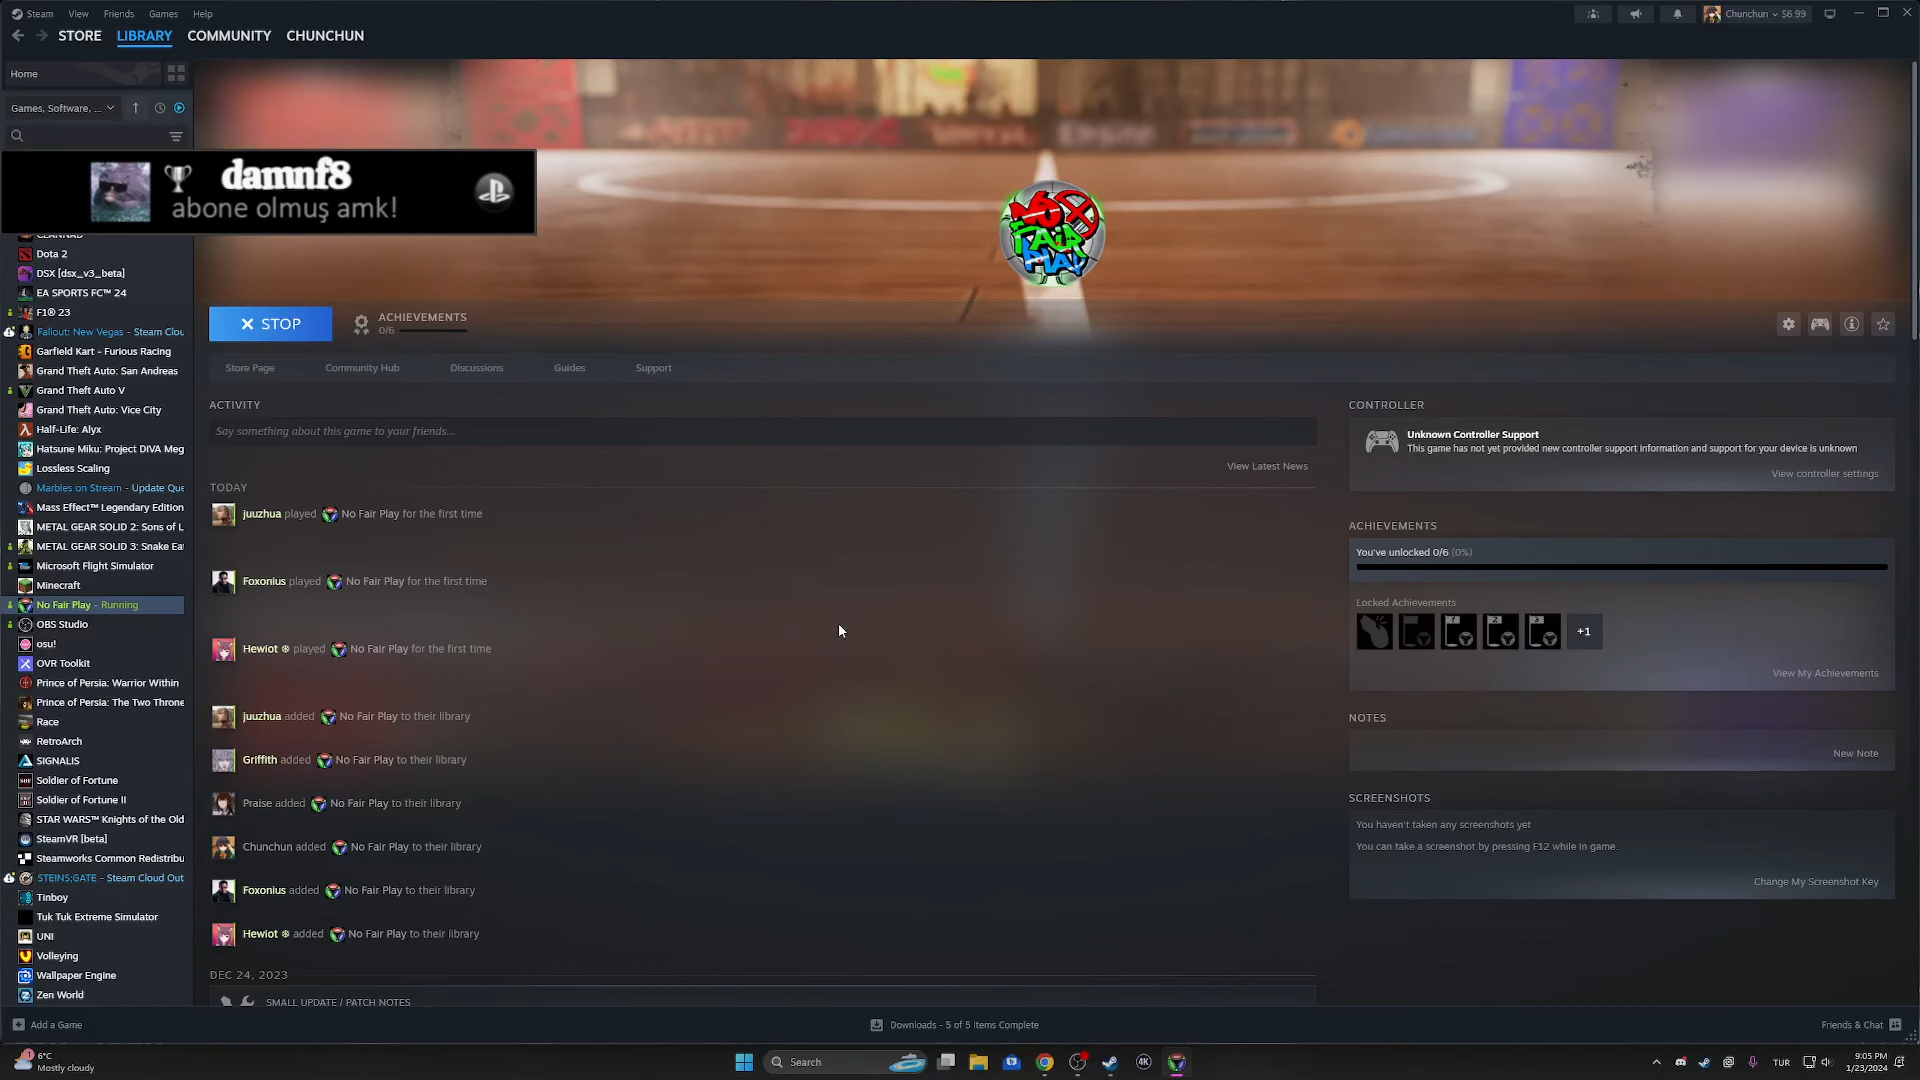 Steam View Friends Games Help
Chunchun $6.99
STORE LIBRARY COMMUNITY CHUNCHUN
Home
Games, Software, ...
damnf8
abone olmuş amk!
CLANNAD
Dota 2
DSX [dsx_v3_beta]
EA SPORTS FC™ 24
F1® 23
Fallout: New Vegas - Steam Clou
Garfield Kart - Furious Racing
Grand Theft Auto: San Andreas
Grand Theft Auto V
Grand Theft Auto: Vice City
Half-Life: Alyx
Hatsune Miku: Project DIVA Meg
Lossless Scaling
Marbles on Stream - Update Que
Mass Effect™ Legendary Edition
METAL GEAR SOLID 2: Sons of L
METAL GEAR SOLID 3: Snake Eat
Microsoft Flight Simulator
Minecraft
No Fair Play - Running
OBS Studio
osu!
OVR Toolkit
Prince of Persia: Warrior Within
Prince of Persia: The Two Throne
Race
RetroArch
SIGNALIS
Soldier of Fortune
Soldier of Fortune II
STAR WARS™ Knights of the Old
SteamVR [beta]
Steamworks Common Redistribu
STEINS;GATE - Steam Cloud Out
Tinboy
Tuk Tuk Extreme Simulator
UNI
Volleying
Wallpaper Engine
Zen World
NO
FAIR
PLAY
STOP
ACHIEVEMENTS
0/6
Store Page Community Hub Discussions Guides Support
ACTIVITY
Say something about this game to your friends...
View Latest News
TODAY
juuzhua played No Fair Play for the first time
Foxonius played No Fair Play for the first time
Hewiot played No Fair Play for the first time
juuzhua added No Fair Play to their library
Griffith added No Fair Play to their library
Praise added No Fair Play to their library
Chunchun added No Fair Play to their library
Foxonius added No Fair Play to their library
Hewiot added No Fair Play to their library
DEC 24, 2023
SMALL UPDATE / PATCH NOTES
CONTROLLER
Unknown Controller Support
This game has not yet provided new controller support information and support for your device is unknown
View controller settings
ACHIEVEMENTS
You've unlocked 0/6 (0%)
Locked Achievements
+1
View My Achievements
NOTES
New Note
SCREENSHOTS
You haven't taken any screenshots yet
You can take a screenshot by pressing F12 while in game.
Change My Screenshot Key
Add a Game
Downloads - 5 of 5 Items Complete
Friends & Chat
6°C
Mostly cloudy
Search
4K
TUR
9:05 PM
1/23/2024